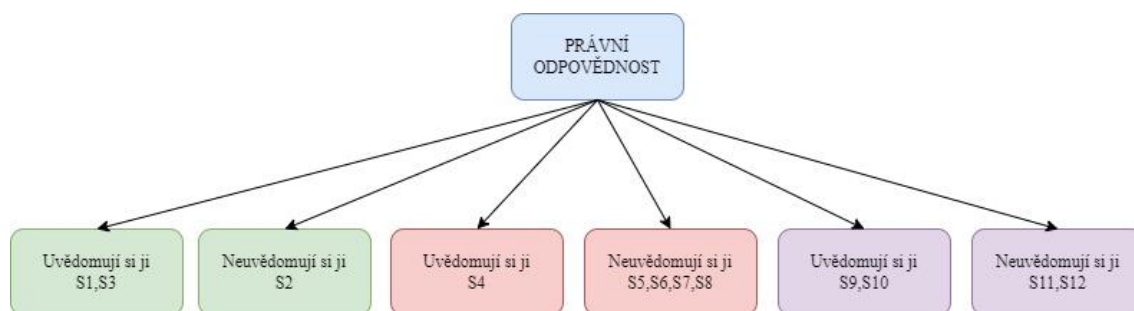 PRÁVNÍ
ODPOVĚDNOST
Uvědomují si ji
S1,S3
Neuvědomují si ji
S2
Uvědomují si ji
S4
Neuvědomují si ji
S5,S6,S7,S8
Uvědomují si ji
S9,S10
Neuvědomují si ji
S11,S12